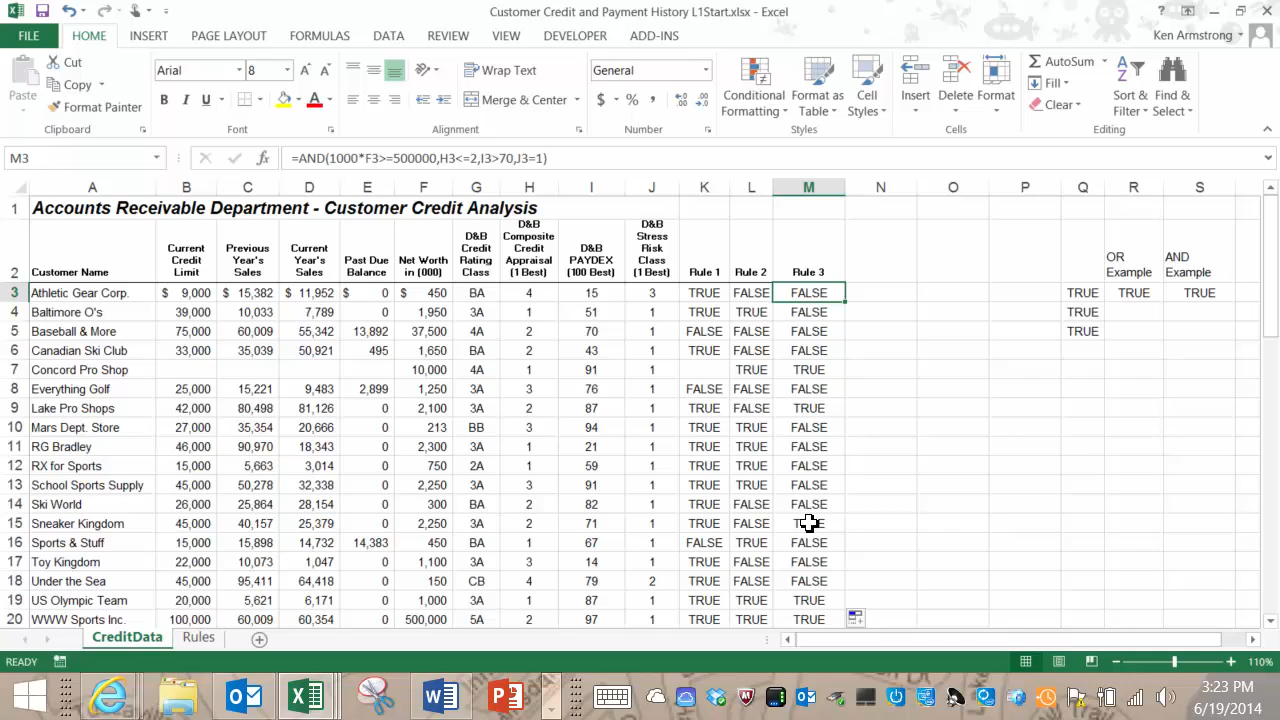 Customer Credit and Payment History L1Start.xlsx - Excel
FILE HOME INSERT PAGE LAYOUT FORMULAS DATA REVIEW VIEW DEVELOPER ADD-INS Ken Armstrong
Paste Cut Copy Format Painter Clipboard
Arial 8 B I U A A A Font
Wrap Text Merge & Center Alignment
General $ % , Number
Conditional Formatting Format as Table Cell Styles Styles
Insert Delete Format Cells
AutoSum Fill Clear Sort & Filter Find & Select Editing
M3 fx =AND(1000*F3>=500000,H3<=2,I3>70,J3=1)
A B C D E F G H I J K L M N O P Q R S
1 Accounts Receivable Department - Customer Credit Analysis
2 Customer Name Current Credit Limit Previous Year's Sales Current Year's Sales Past Due Balance Net Worth in (000) D&B Credit Rating Class D&B Composite Credit Appraisal (1 Best) D&B PAYDEX (100 Best) D&B Stress Risk Class (1 Best) Rule 1 Rule 2 Rule 3 OR Example AND Example
3 Athletic Gear Corp. $ 9,000 $ 15,382 $ 11,952 $ 0 $ 450 BA 4 15 3 TRUE FALSE FALSE TRUE TRUE TRUE
4 Baltimore O's 39,000 10,033 7,789 0 1,950 3A 1 51 1 TRUE TRUE FALSE TRUE
5 Baseball & More 75,000 60,009 55,342 13,892 37,500 4A 2 70 1 FALSE FALSE FALSE TRUE
6 Canadian Ski Club 33,000 35,039 50,921 495 1,650 BA 2 43 1 TRUE FALSE FALSE
7 Concord Pro Shop 10,000 4A 1 91 1 TRUE TRUE
8 Everything Golf 25,000 15,221 9,483 2,899 1,250 3A 3 76 1 FALSE FALSE FALSE
9 Lake Pro Shops 42,000 80,498 81,126 0 2,100 3A 2 87 1 TRUE FALSE TRUE
10 Mars Dept. Store 27,000 35,354 20,666 0 213 BB 3 94 1 TRUE TRUE FALSE
11 RG Bradley 46,000 90,970 18,343 0 2,300 3A 1 21 1 TRUE TRUE FALSE
12 RX for Sports 15,000 5,663 3,014 0 750 2A 1 59 1 TRUE TRUE FALSE
13 School Sports Supply 45,000 50,278 32,338 0 2,250 3A 3 91 1 TRUE TRUE FALSE
14 Ski World 26,000 25,864 28,154 0 300 BA 2 82 1 TRUE FALSE FALSE
15 Sneaker Kingdom 45,000 40,157 25,379 0 2,250 3A 2 71 1 TRUE FALSE
16 Sports & Stuff 15,000 15,898 14,732 14,383 450 BA 1 67 1 FALSE TRUE FALSE
17 Toy Kingdom 22,000 10,073 1,047 0 1,100 3A 3 14 1 TRUE TRUE FALSE
18 Under the Sea 45,000 95,411 64,418 0 150 CB 4 79 2 TRUE FALSE FALSE
19 US Olympic Team 20,000 5,621 6,171 0 1,000 3A 1 87 1 TRUE TRUE TRUE
20 WWW Sports Inc. 100,000 60,009 60,354 0 500,000 5A 2 97 1 TRUE TRUE TRUE
CreditData Rules
READY 110%
3:23 PM
6/19/2014